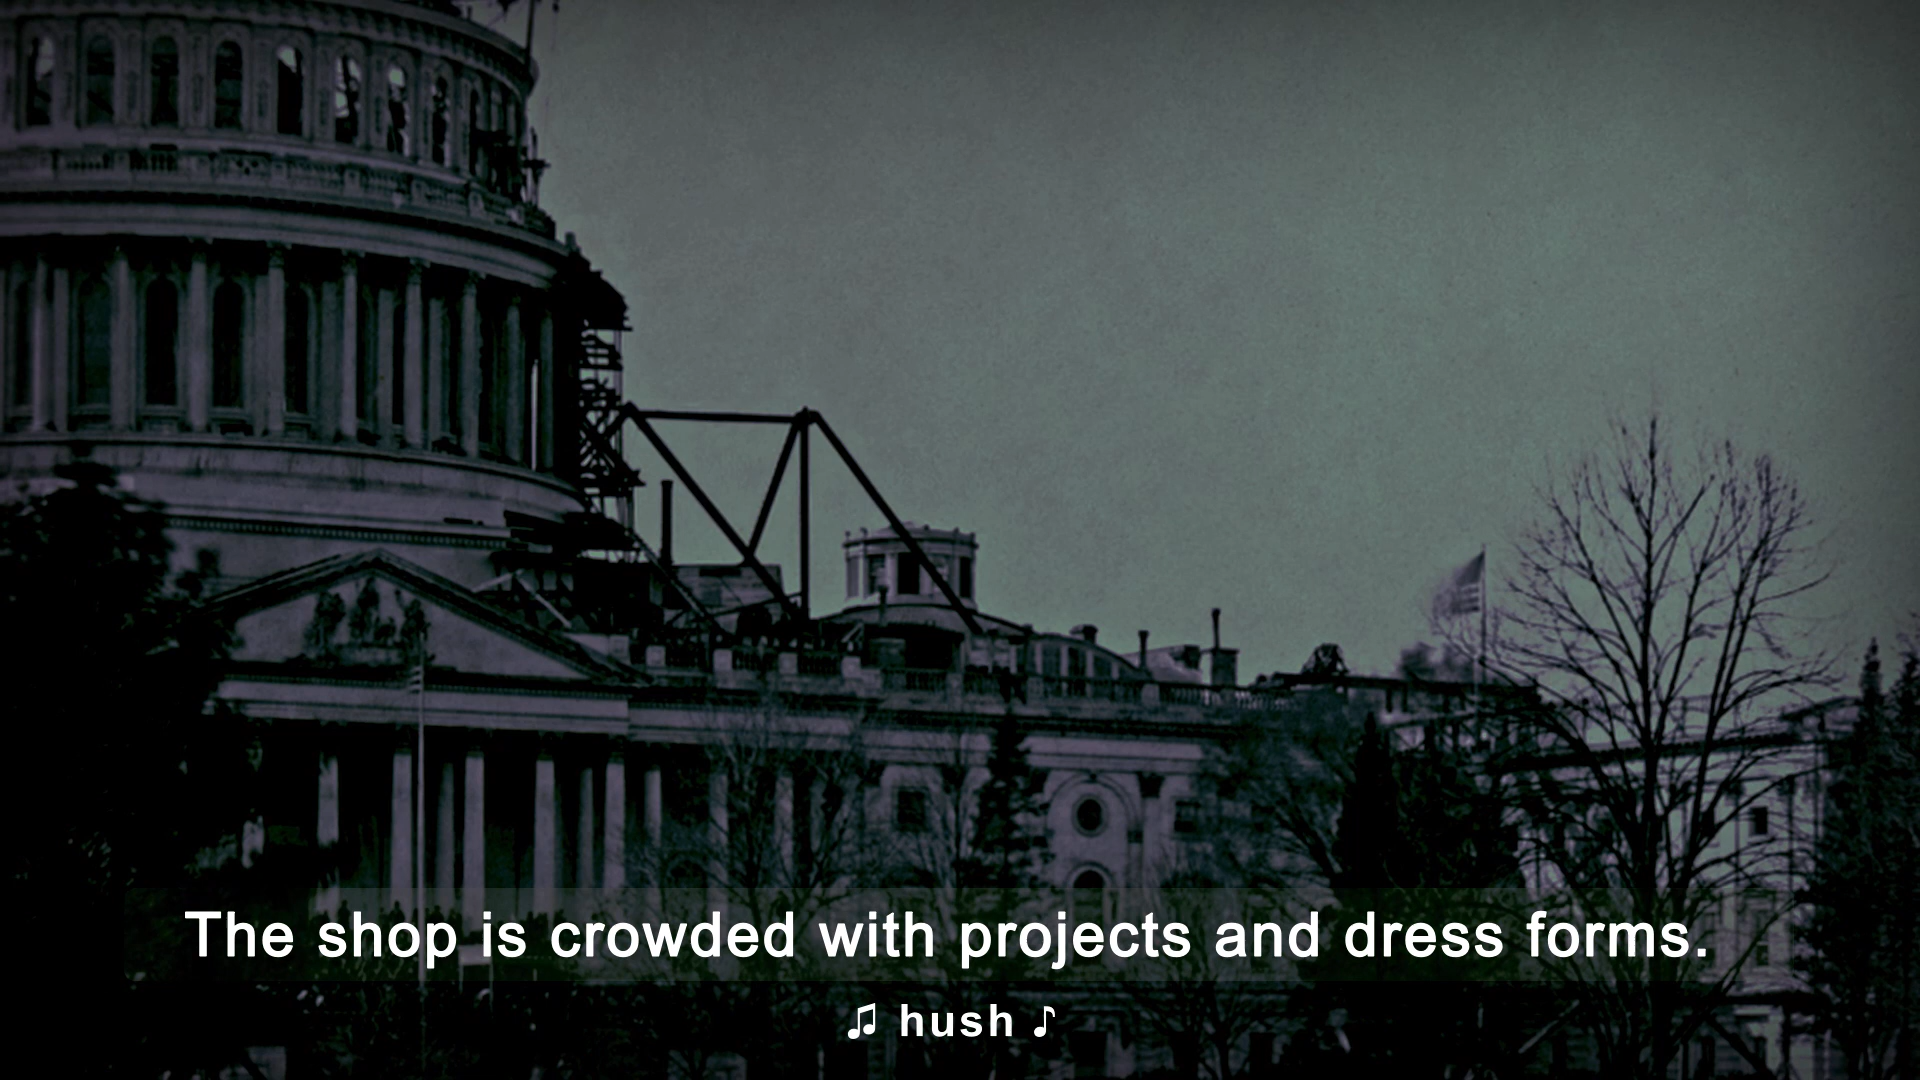 The shop is crowded with projects and dress forms.
♫ hush ♪